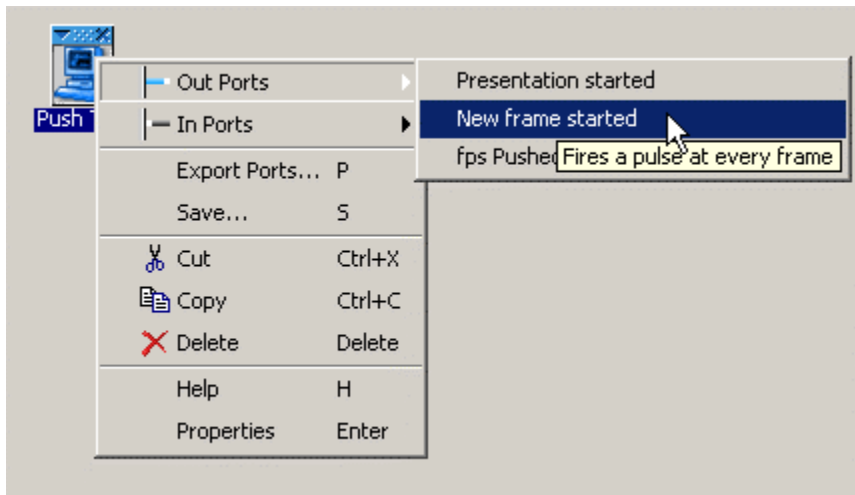 Push
Out Ports
In Ports
Export Ports... P
Save... S
Cut Ctrl+X
Copy Ctrl+C
Delete Delete
Help H
Properties Enter
Presentation started
New frame started
fps Pushed
Fires a pulse at every frame